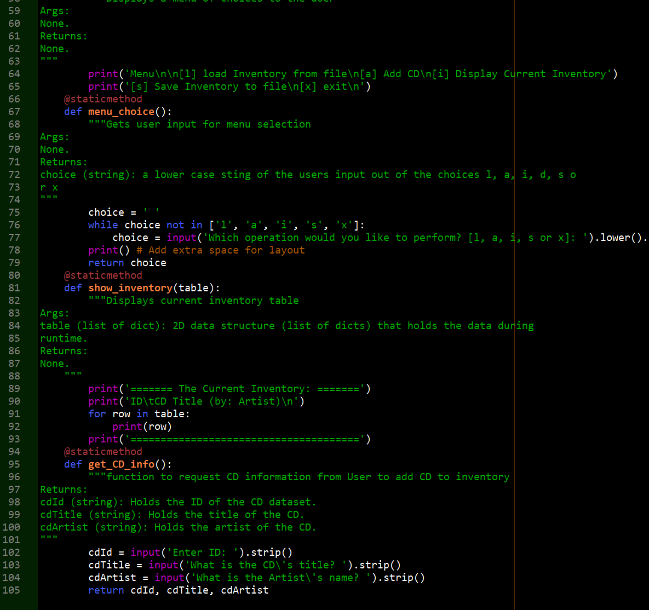 58 """Displays a menu of choices to the user
59 Args:
60 None.
61 Returns:
62 None.
63 """
64 print('Menu\n\n[l] load Inventory from file\n[a] Add CD\n[i] Display Current Inventory')
65 print('[s] Save Inventory to file\n[x] exit\n')
66 @staticmethod
67 def menu_choice():
68 """Gets user input for menu selection
69 Args:
70 None.
71 Returns:
72 choice (string): a lower case sting of the users input out of the choices l, a, i, d, s o
73 r x
74 """
75 choice = ' '
76 while choice not in ['l', 'a', 'i', 's', 'x']:
77 choice = input('Which operation would you like to perform? [l, a, i, s or x]: ').lower().
78 print() # Add extra space for layout
79 return choice
80 @staticmethod
81 def show_inventory(table):
82 """Displays current inventory table
83 Args:
84 table (list of dict): 2D data structure (list of dicts) that holds the data during
85 runtime.
86 Returns:
87 None.
88 """
89 print('======= The Current Inventory: =======')
90 print('ID\tCD Title (by: Artist)\n')
91 for row in table:
92 print(row)
93 print('======================================')
94 @staticmethod
95 def get_CD_info():
96 """function to request CD information from User to add CD to inventory
97 Returns:
98 cdId (string): Holds the ID of the CD dataset.
99 cdTitle (string): Holds the title of the CD.
100 cdArtist (string): Holds the artist of the CD.
101 """
102 cdId = input('Enter ID: ').strip()
103 cdTitle = input('What is the CD\'s title? ').strip()
104 cdArtist = input('What is the Artist\'s name? ').strip()
105 return cdId, cdTitle, cdArtist